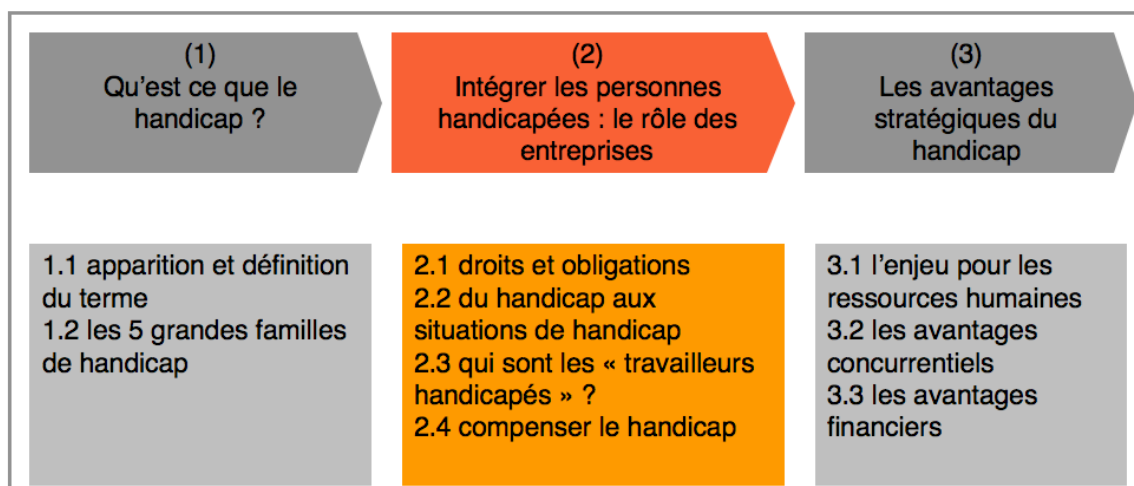 (1)
Qu'est ce que le
handicap ?
(2)
Intégrer les personnes
handicapées : le rôle des
entreprises
(3)
Les avantages
stratégiques du
handicap
1.1 apparition et définition
du terme
1.2 les 5 grandes familles
de handicap
2.1 droits et obligations
2.2 du handicap aux
situations de handicap
2.3 qui sont les « travailleurs
handicapés » ?
2.4 compenser le handicap
3.1 l'enjeu pour les
ressources humaines
3.2 les avantages
concurrentiels
3.3 les avantages
financiers